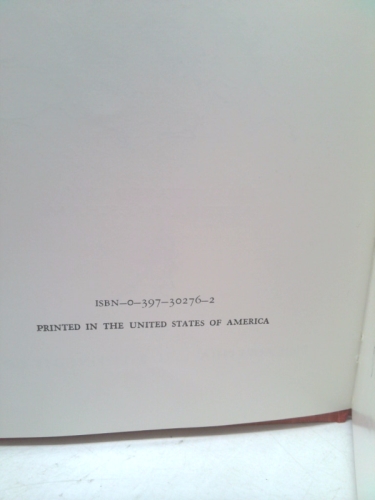 ISBN–0–397–30276–2
PRINTED IN THE UNITED STATES OF AMERICA